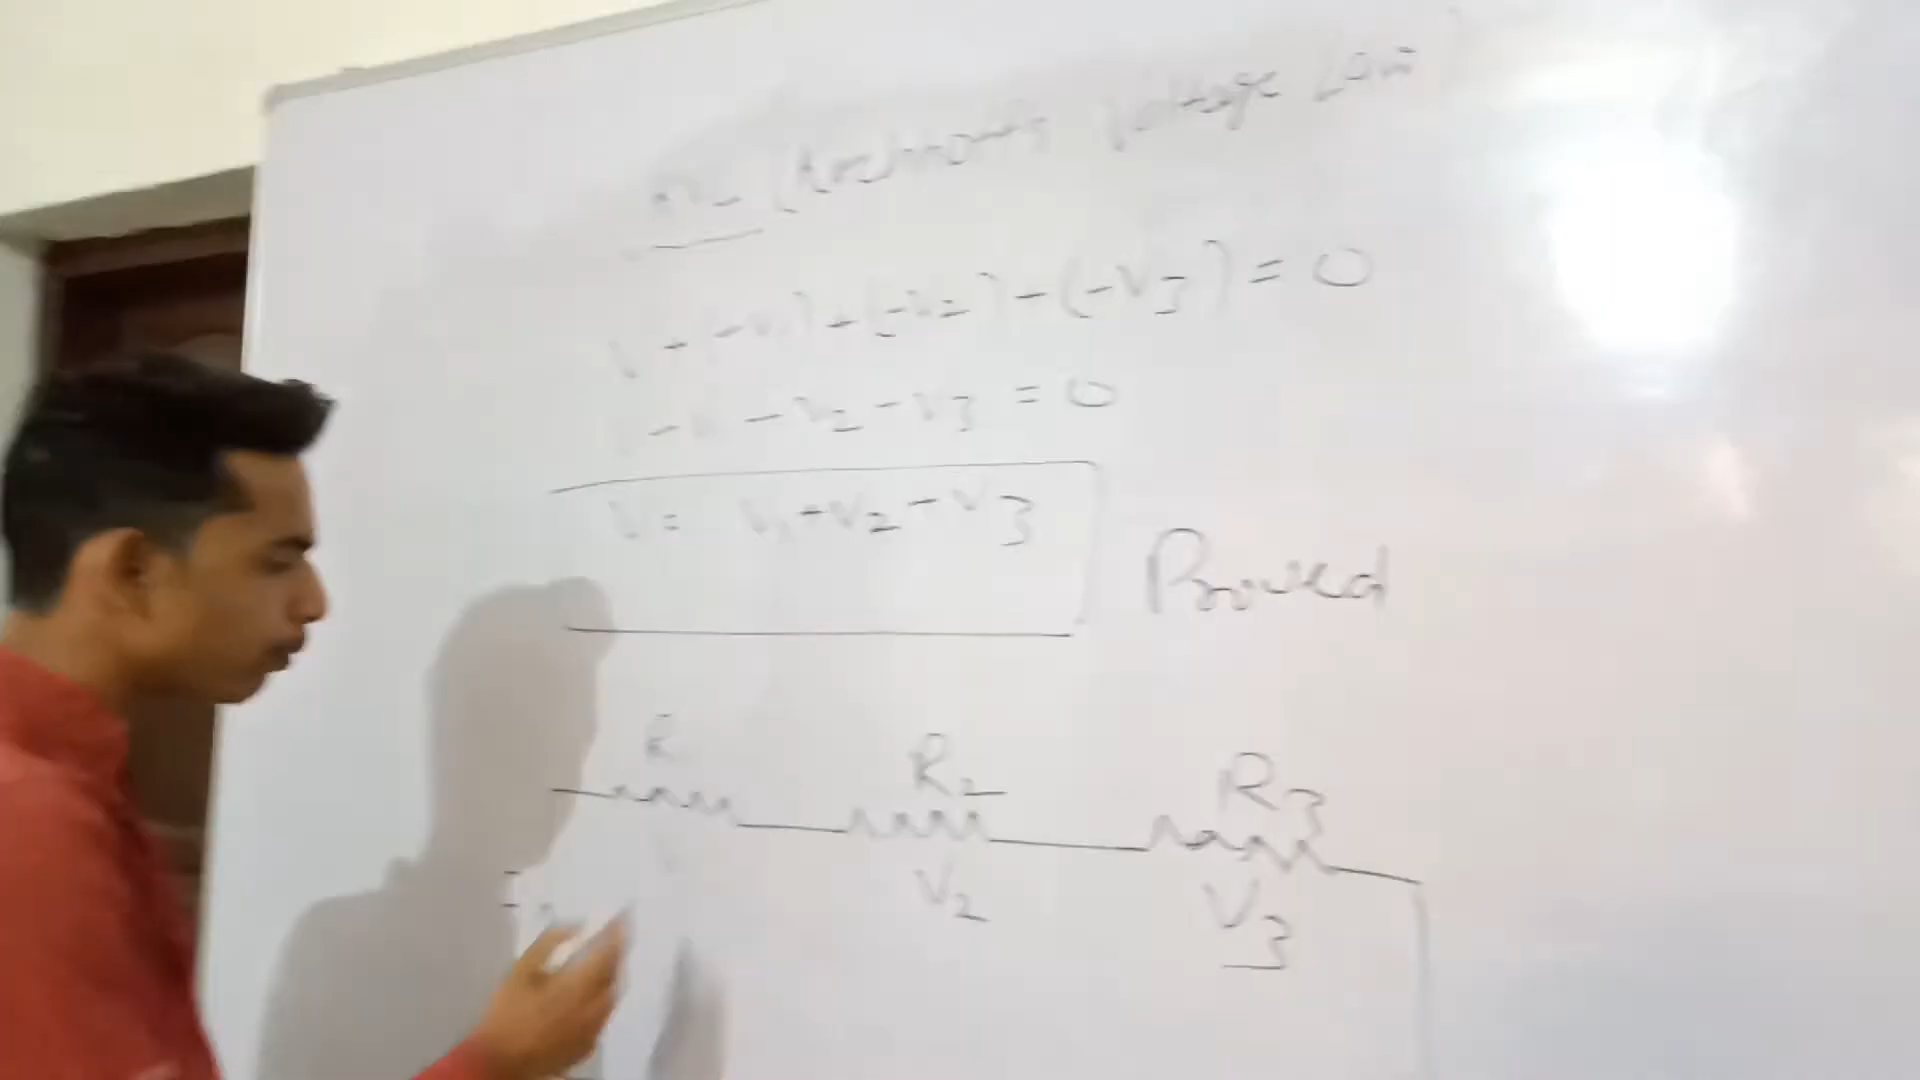 KVL (Kirchhoff's Voltage Law)
V + (-V1) + (-V2) + (-V3) = 0
V - V1 - V2 - V3 = 0
V = V1 + V2 + V3
Proved
R1 R2 R3
V2 V3